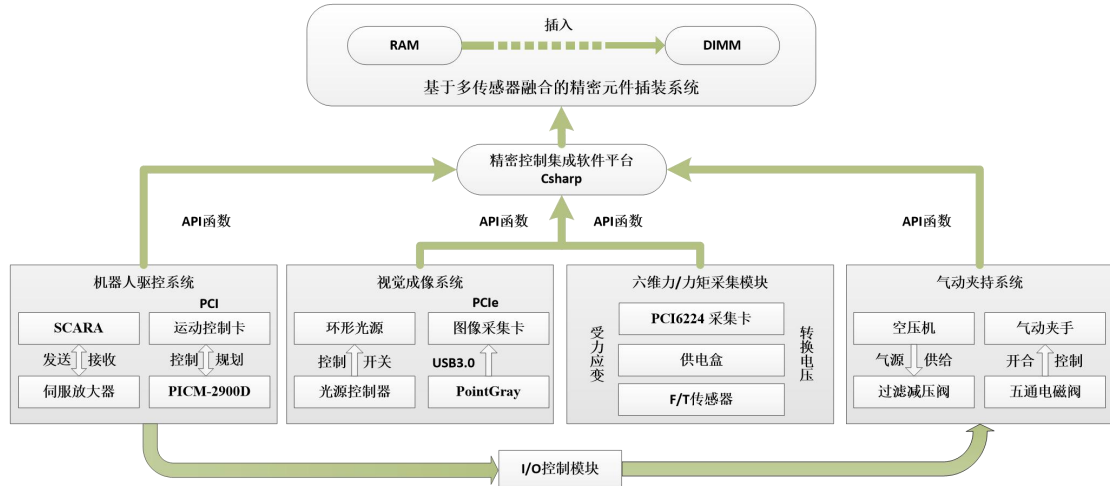 插入
RAM
DIMM
基于多传感器融合的精密元件插装系统
精密控制集成软件平台
Csharp
API函数
API函数
API函数
API函数
机器人驱控系统
PCI
SCARA
运动控制卡
发送
接收
控制
规划
伺服放大器
PICM-2900D
视觉成像系统
PCIe
环形光源
图像采集卡
控制
开关
USB3.0
光源控制器
PointGray
六维力/力矩采集模块
受力应变
PCI6224 采集卡
供电盒
F/T传感器
转换电压
气动夹持系统
空压机
气动夹手
气源
供给
开合
控制
过滤减压阀
五通电磁阀
I/O控制模块